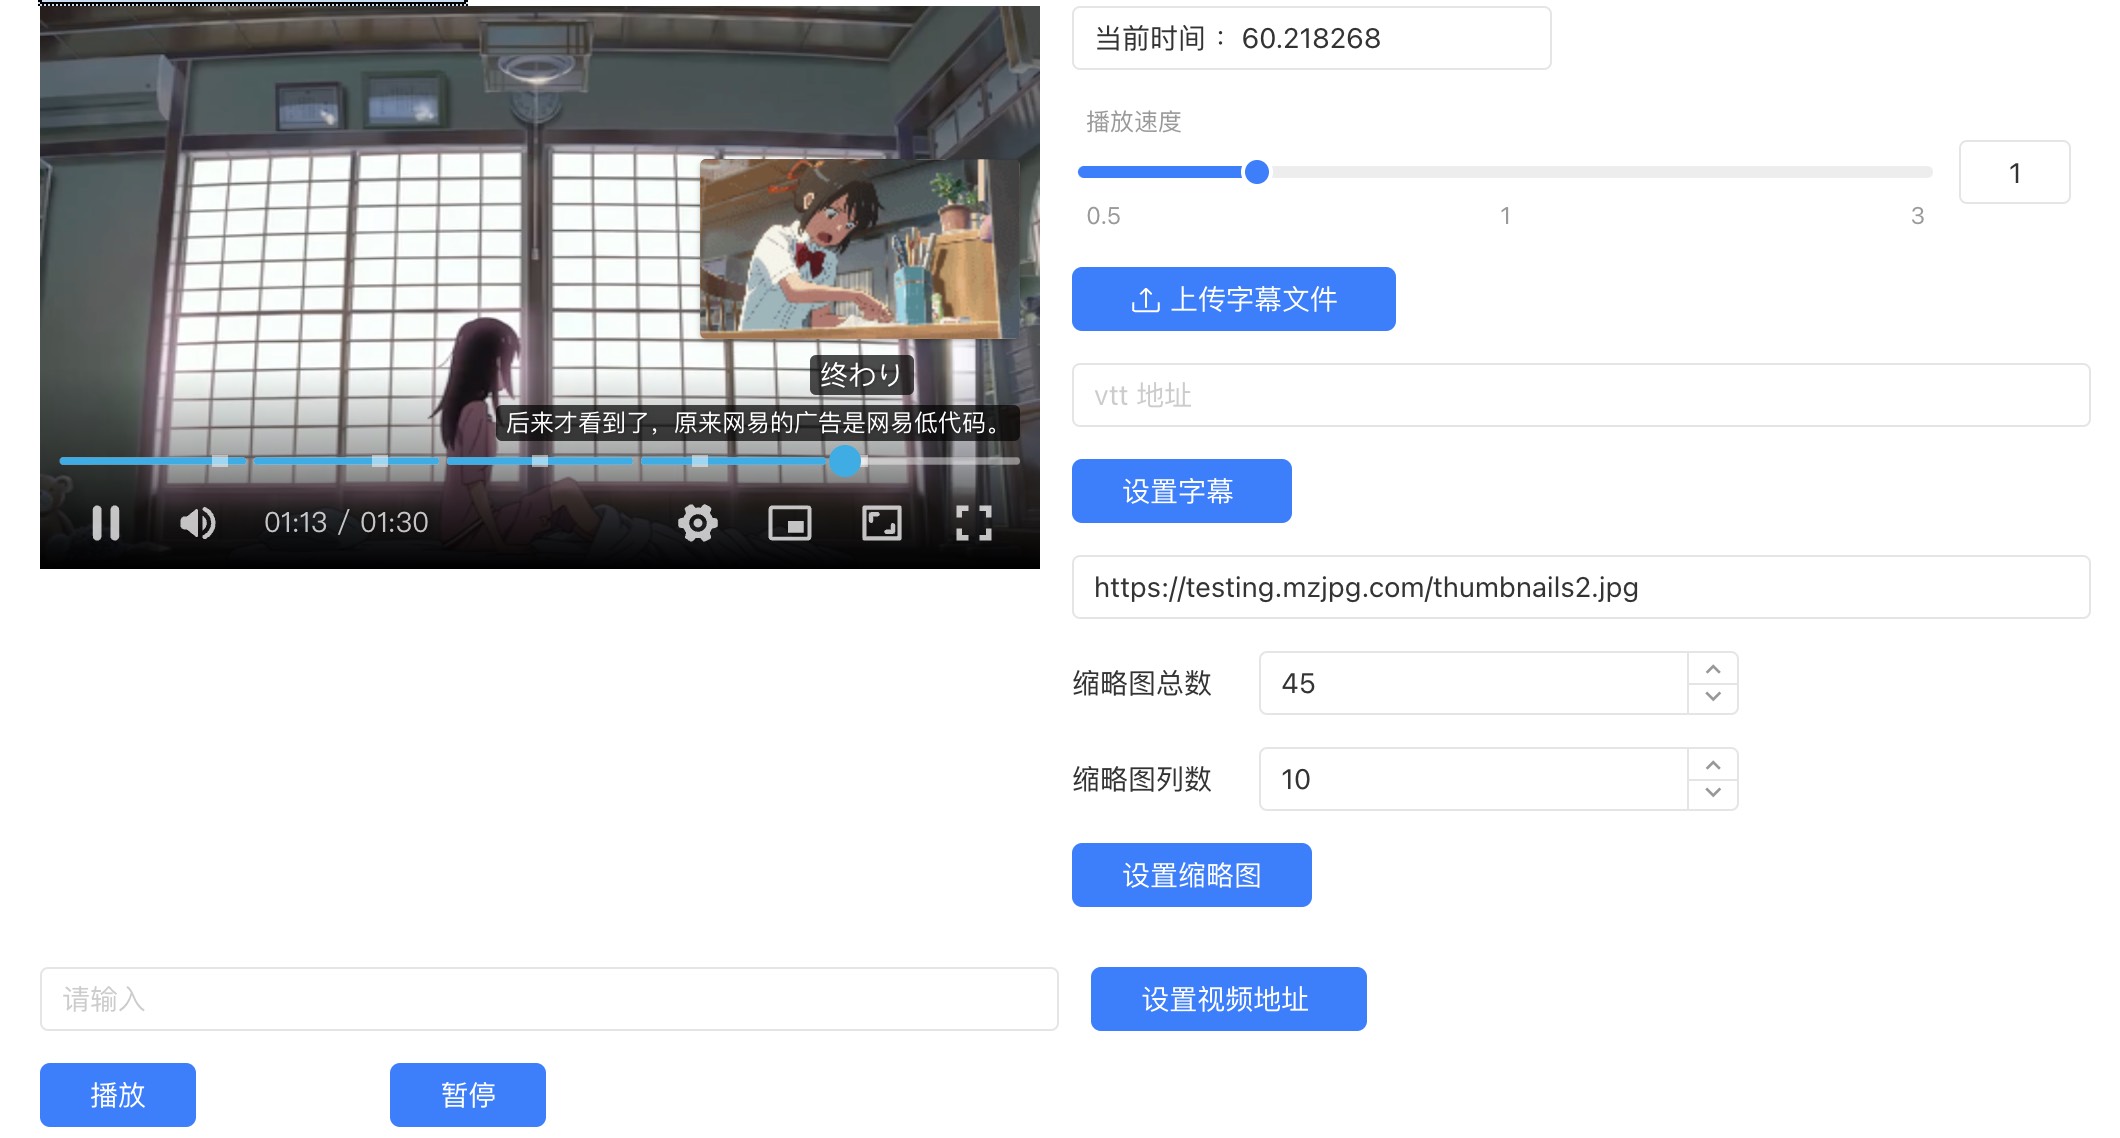 终わり
后来才看到了，原来网易的广告是网易低代码。
01:13 / 01:30
当前时间： 60.218268
播放速度
1
0.5 1 3
上传字幕文件
vtt 地址
设置字幕
https://testing.mzjpg.com/thumbnails2.jpg
缩略图总数 45
缩略图列数 10
设置缩略图
请输入 设置视频地址
播放 暂停